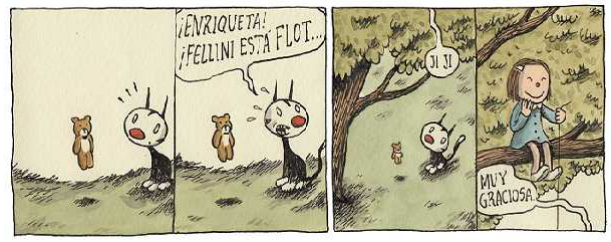 ¡ENRIQUETA!
¡FELLINI ESTÁ FLOT...
JI JI
MUY
GRACIOSA.